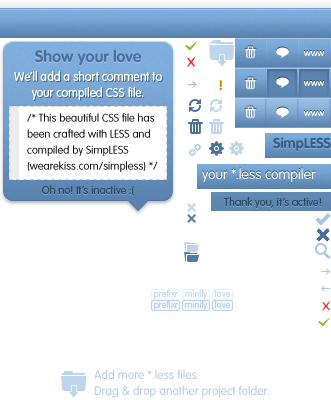 Show your love
We'll add a short comment to
your compiled CSS file.
/* This beautiful CSS file has
been crafted with LESS and
compiled by SimpLESS
(wearekiss.com/simpless) */
Oh no! It's inactive :(
www
www
www
SimpLESS
your *.less compiler
Thank you, it's active!
prefixr minify love
prefixr minify love
Add more *.less files.
Drag & drop another project folder.